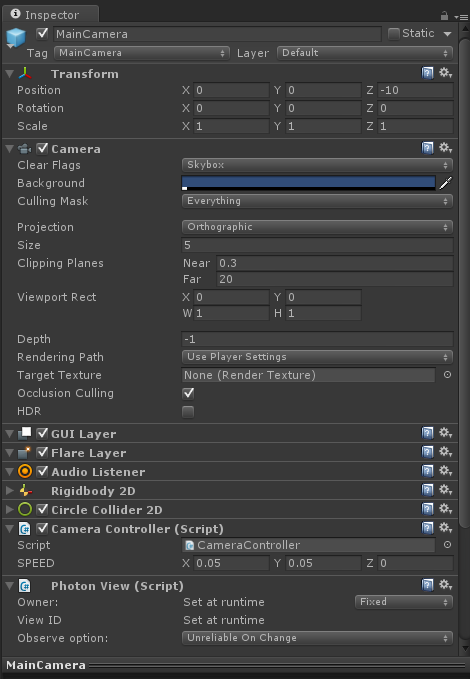 Inspector
MainCamera Static
Tag MainCamera Layer Default
Transform
Position X 0 Y 0 Z -10
Rotation X 0 Y 0 Z 0
Scale X 1 Y 1 Z 1
Camera
Clear Flags Skybox
Background
Culling Mask Everything
Projection Orthographic
Size 5
Clipping Planes Near 0.3
Far 20
Viewport Rect X 0 Y 0
W 1 H 1
Depth -1
Rendering Path Use Player Settings
Target Texture None (Render Texture)
Occlusion Culling
HDR
GUI Layer
Flare Layer
Audio Listener
Rigidbody 2D
Circle Collider 2D
Camera Controller (Script)
Script CameraController
SPEED X 0.05 Y 0.05 Z 0
Photon View (Script)
Owner: Set at runtime Fixed
View ID Set at runtime
Observe option: Unreliable On Change
MainCamera